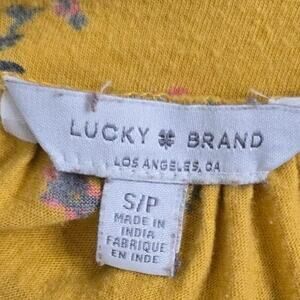 LUCKY BRAND
LOS ANGELES, CA
S/P
MADE IN
INDIA
FABRIQUE
EN INDE